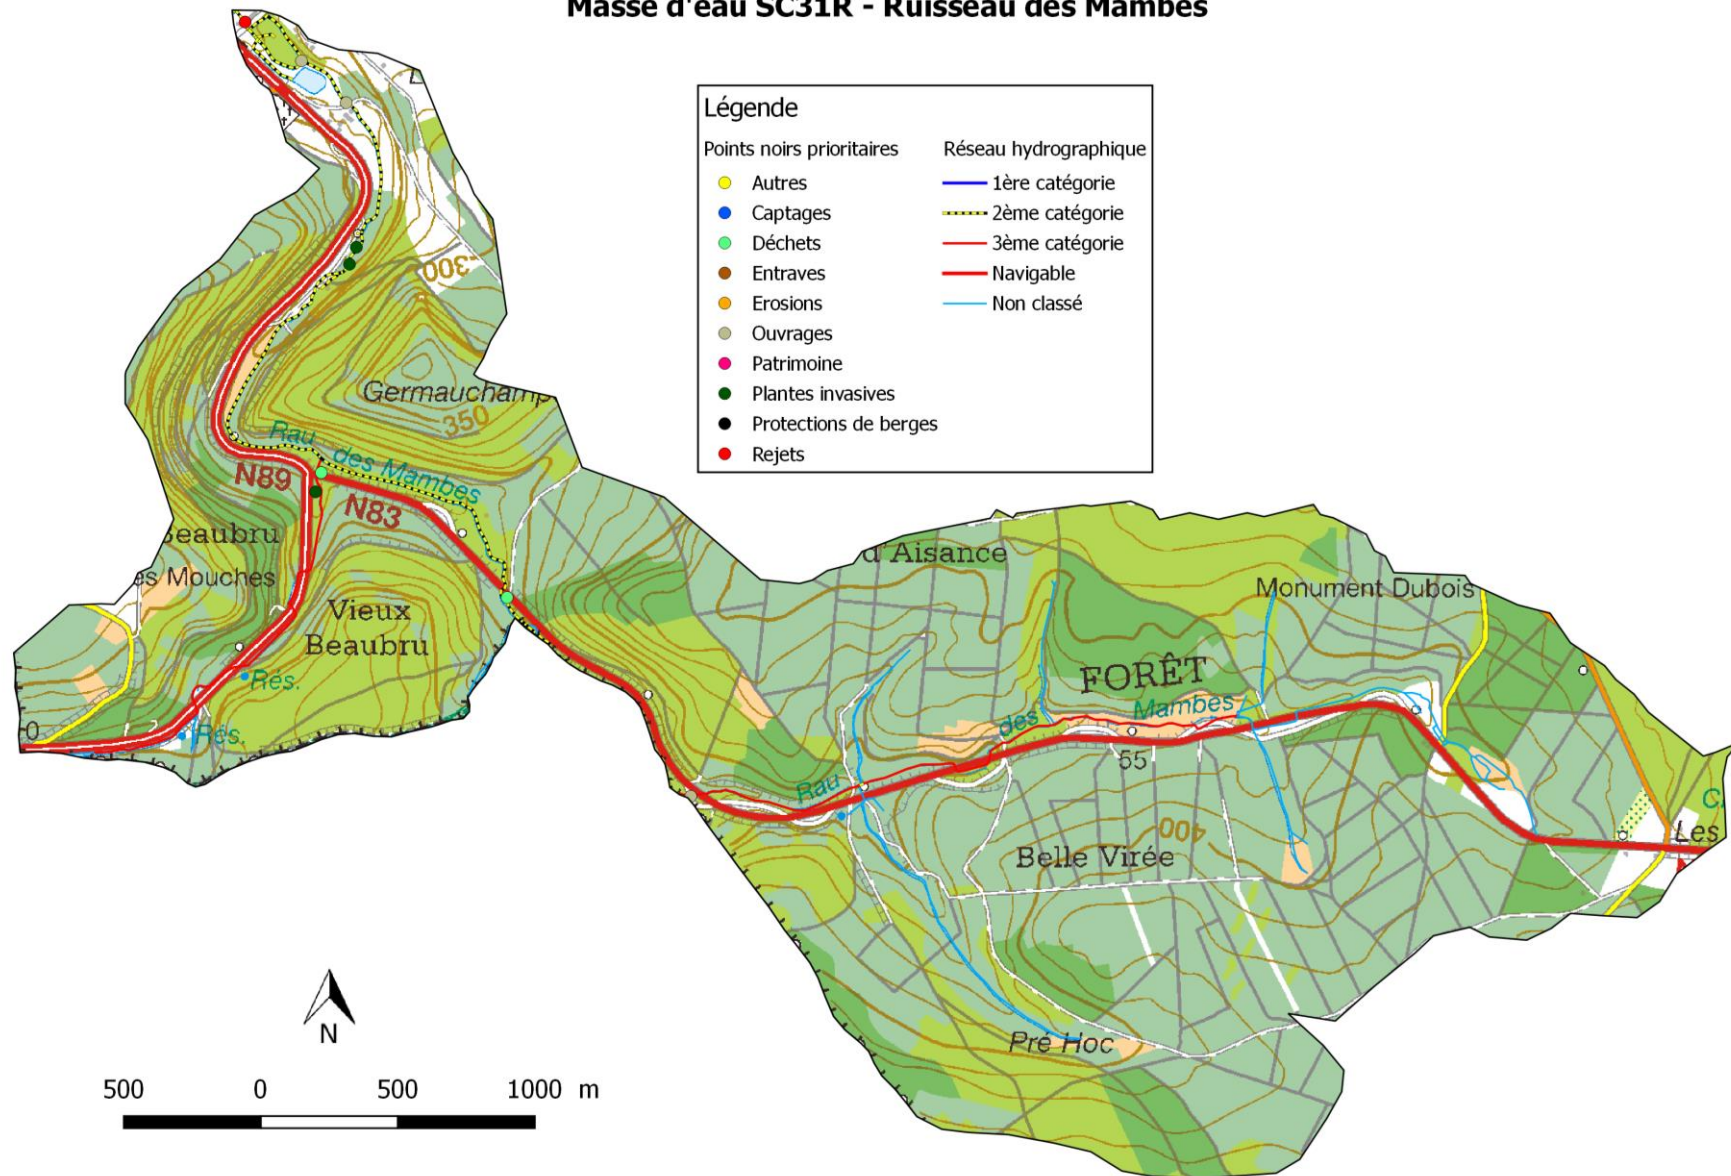 Masse d'eau SC31R - Ruisseau des Mambes
Légende
Points noirs prioritaires
Autres
Captages
Déchets
Entraves
Erosions
Ouvrages
Patrimoine
Plantes invasives
Protections de berges
Rejets
Réseau hydrographique
1ère catégorie
2ème catégorie
3ème catégorie
Navigable
Non classé
300
Germauchamp
350
Rau des Mambes
N89
N83
Beaubru
es Mouches
Vieux
Beaubru
Rés.
Rés.
0
d'Aisance
Monument Dubois
FORÊT
Rau des Mambes
55
400
Belle Virée
Les
C.
Pré Hoc
N
500 0 500 1000 m